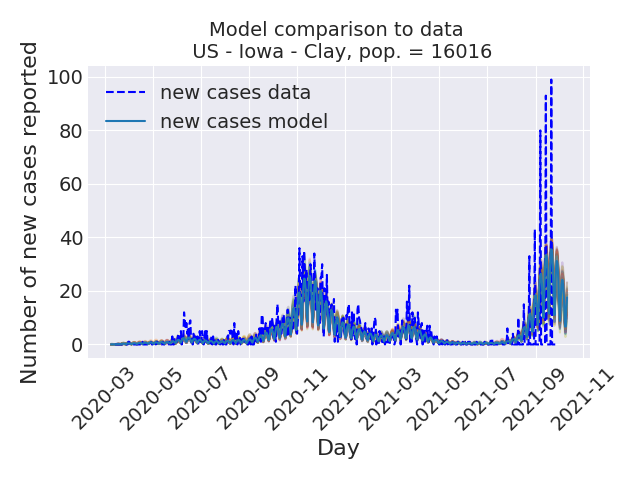 Model comparison to data
US - Iowa - Clay, pop. = 16016
Number of new cases reported
100
80
60
40
20
0
new cases data
new cases model
2020-03
2020-05
2020-07
2020-09
2020-11
2021-01
2021-03
2021-05
2021-07
2021-09
2021-11
Day